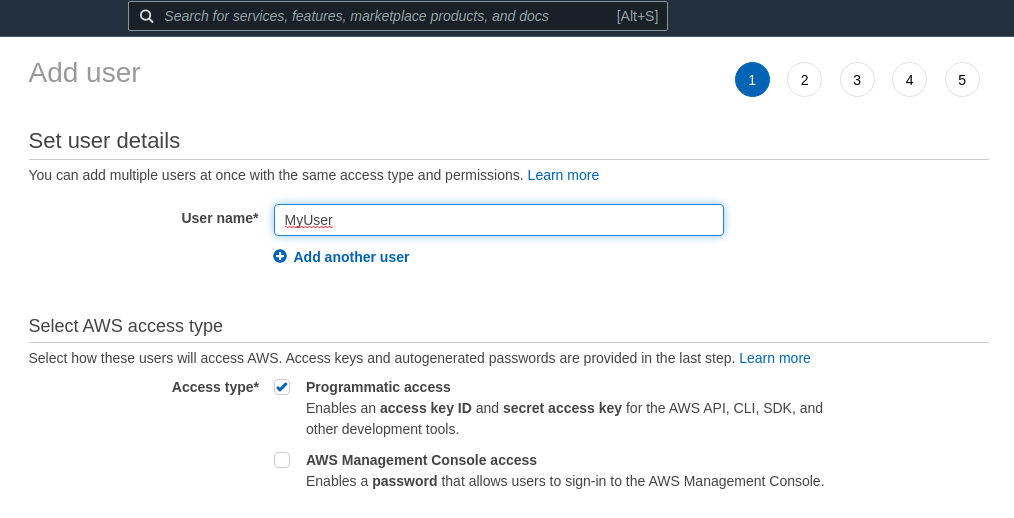 Search for services, features, marketplace products, and docs [Alt+S]
Add user
1 2 3 4 5
Set user details
You can add multiple users at once with the same access type and permissions. Learn more
User name* MyUser
Add another user
Select AWS access type
Select how these users will access AWS. Access keys and autogenerated passwords are provided in the last step. Learn more
Access type* Programmatic access
Enables an access key ID and secret access key for the AWS API, CLI, SDK, and
other development tools.
AWS Management Console access
Enables a password that allows users to sign-in to the AWS Management Console.